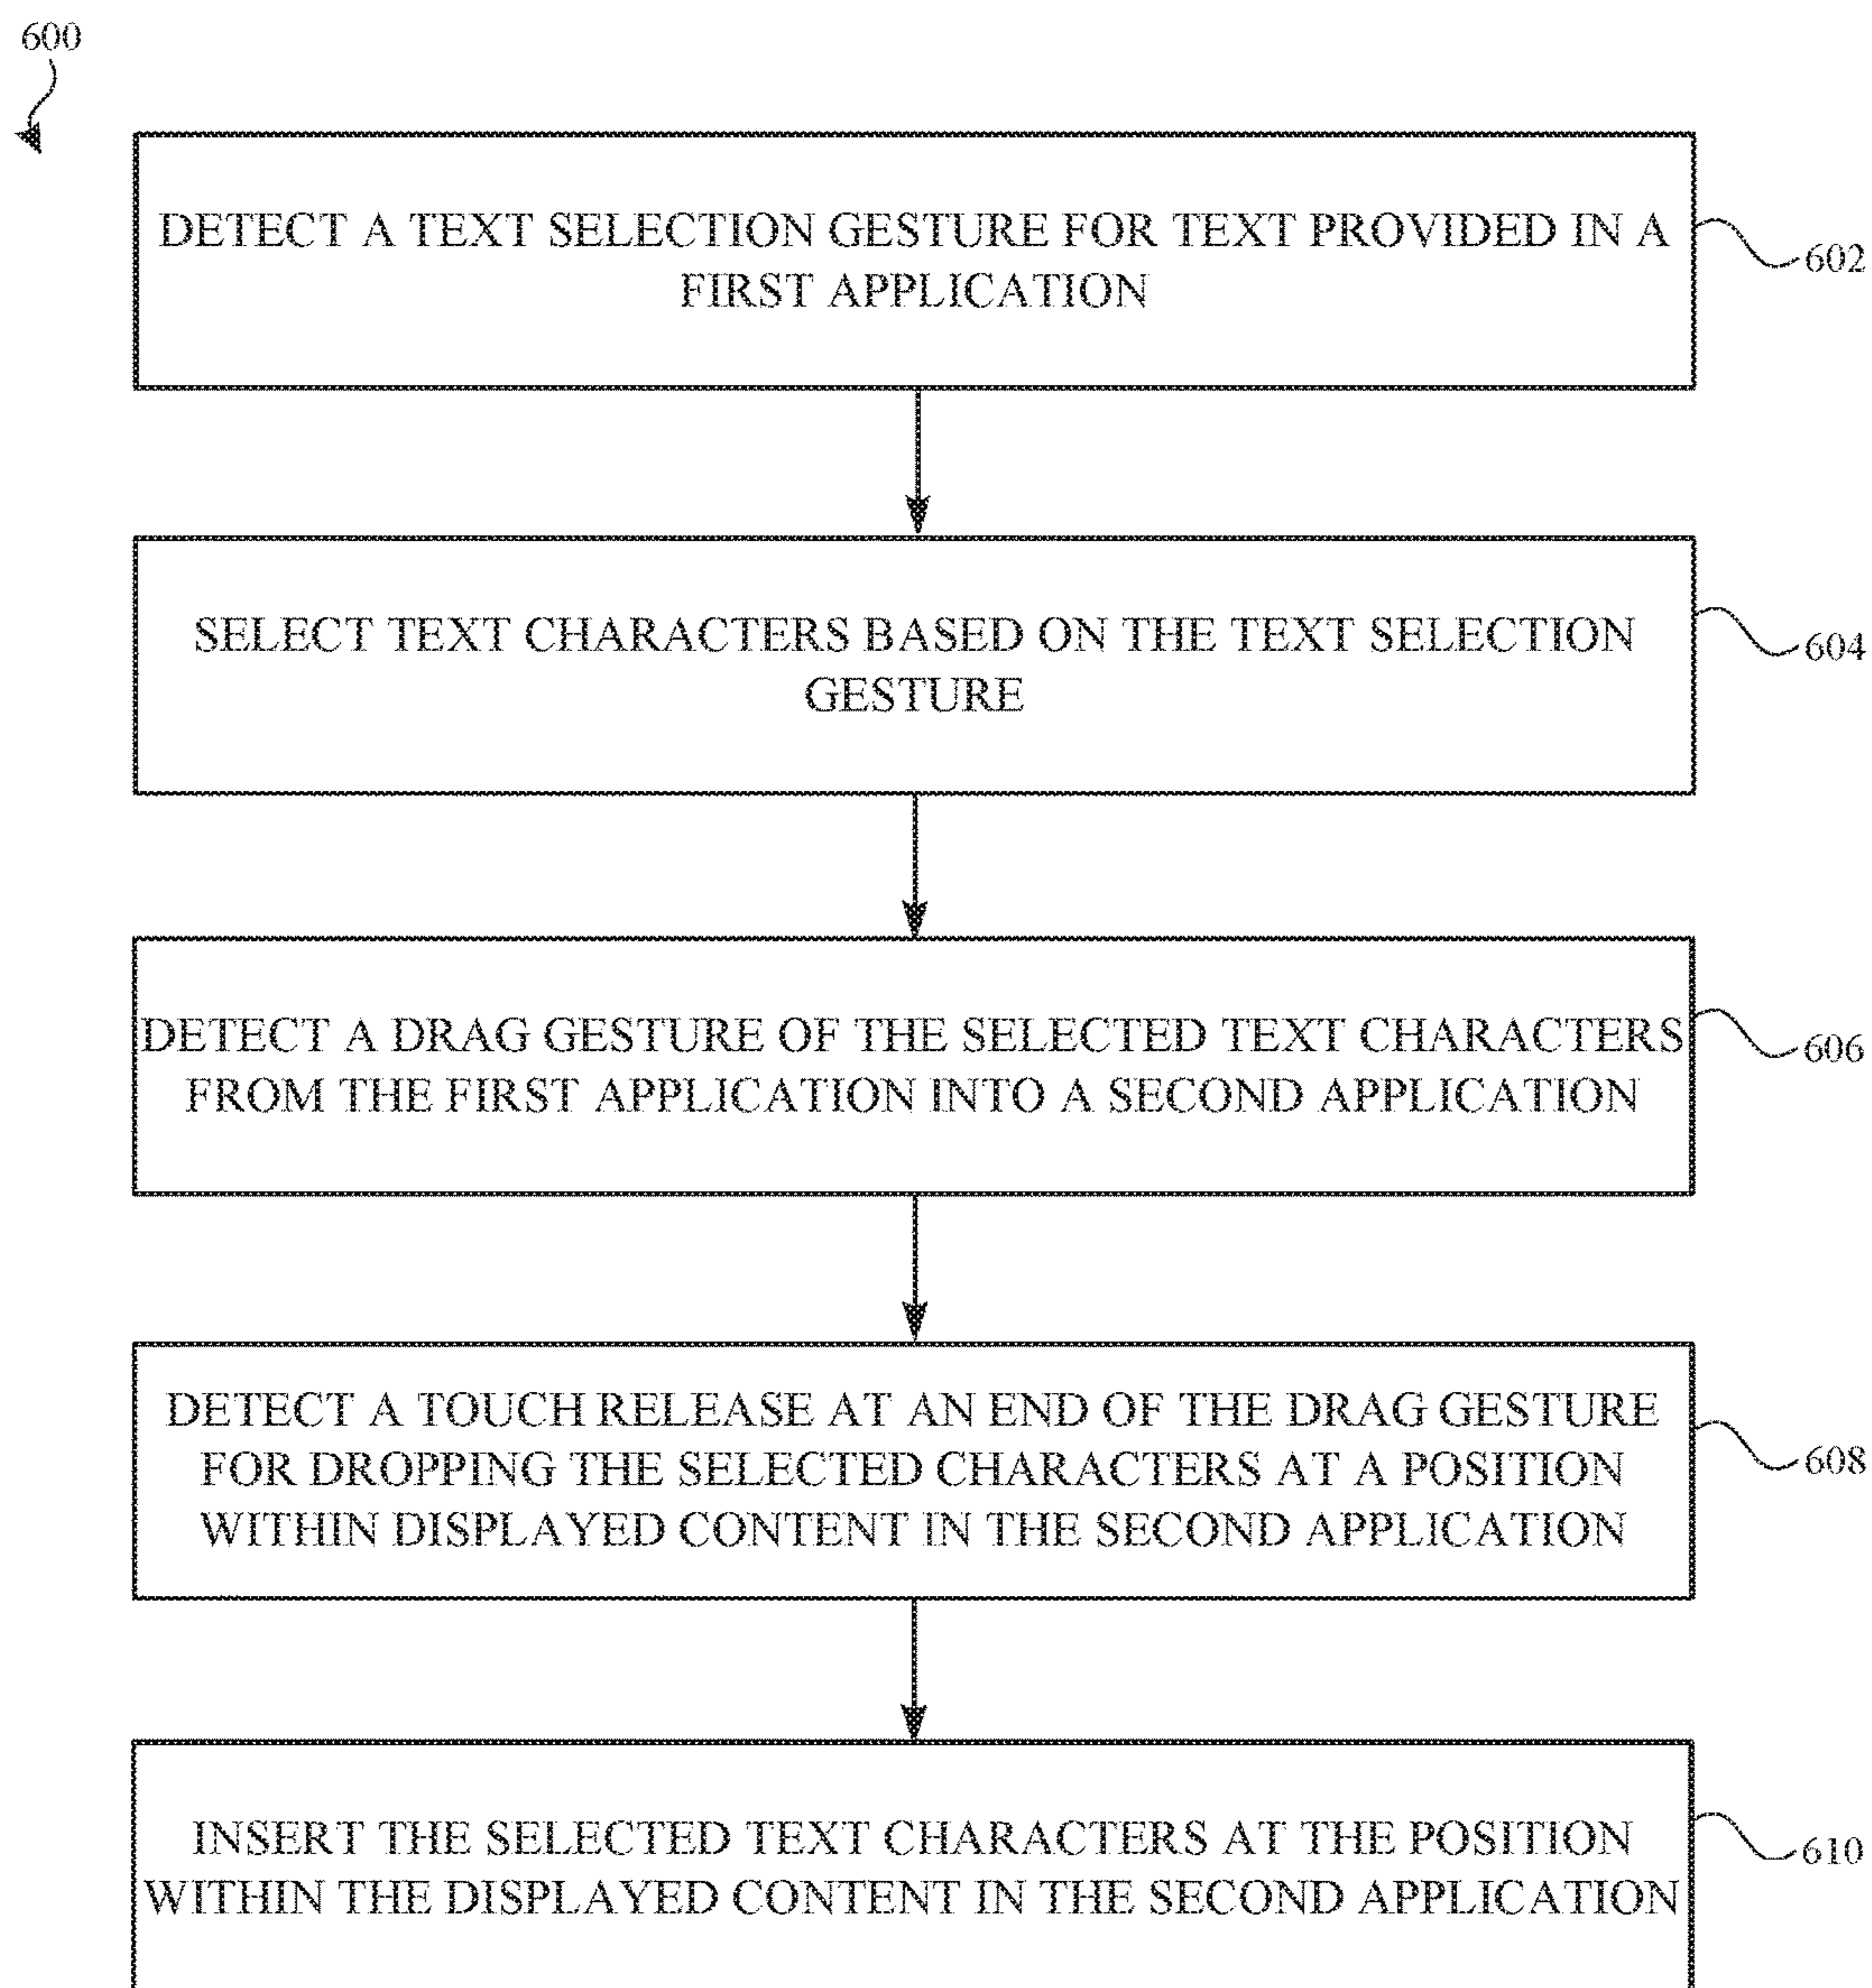 600
DETECT A TEXT SELECTION GESTURE FOR TEXT PROVIDED IN A
FIRST APPLICATION
602
SELECT TEXT CHARACTERS BASED ON THE TEXT SELECTION
GESTURE
604
DETECT A DRAG GESTURE OF THE SELECTED TEXT CHARACTERS
FROM THE FIRST APPLICATION INTO A SECOND APPLICATION
606
DETECT A TOUCH RELEASE AT AN END OF THE DRAG GESTURE
FOR DROPPING THE SELECTED CHARACTERS AT A POSITION
WITHIN DISPLAYED CONTENT IN THE SECOND APPLICATION
608
INSERT THE SELECTED TEXT CHARACTERS AT THE POSITION
WITHIN THE DISPLAYED CONTENT IN THE SECOND APPLICATION
610